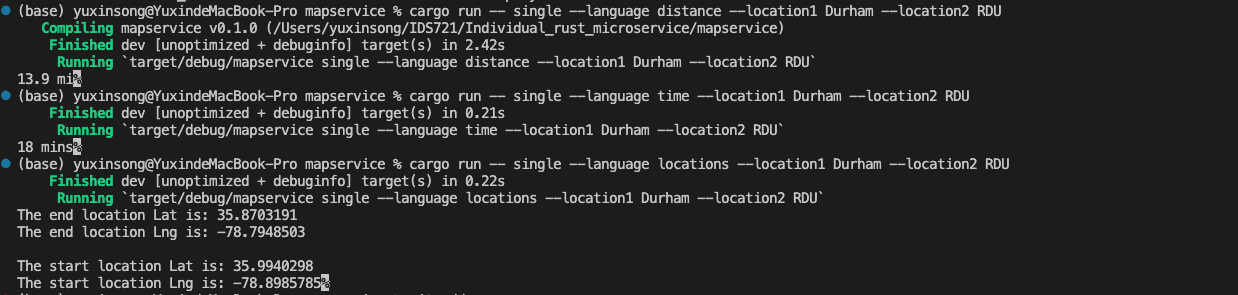 (base) yuxinsong@YuxindeMacBook-Pro mapservice % cargo run -- single --language distance --location1 Durham --location2 RDU
Compiling mapservice v0.1.0 (/Users/yuxinsong/IDS721/Individual_rust_microservice/mapservice)
Finished dev [unoptimized + debuginfo] target(s) in 2.42s
Running `target/debug/mapservice single --language distance --location1 Durham --location2 RDU`
13.9 mi%
(base) yuxinsong@YuxindeMacBook-Pro mapservice % cargo run -- single --language time --location1 Durham --location2 RDU
Finished dev [unoptimized + debuginfo] target(s) in 0.21s
Running `target/debug/mapservice single --language time --location1 Durham --location2 RDU`
18 mins%
(base) yuxinsong@YuxindeMacBook-Pro mapservice % cargo run -- single --language locations --location1 Durham --location2 RDU
Finished dev [unoptimized + debuginfo] target(s) in 0.22s
Running `target/debug/mapservice single --language locations --location1 Durham --location2 RDU`
The end location Lat is: 35.8703191
The end location Lng is: -78.7948503
The start location Lat is: 35.9940298
The start location Lng is: -78.8985785%